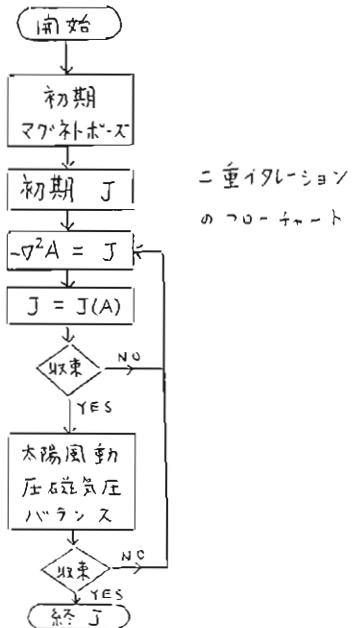 開始
初期
マグネトポーズ
初期 J
二重イタレーション
のフローチャート
-∇²A = J
J = J(A)
収束
NO
YES
太陽風動
圧磁気圧
バランス
収束
NO
YES
終了